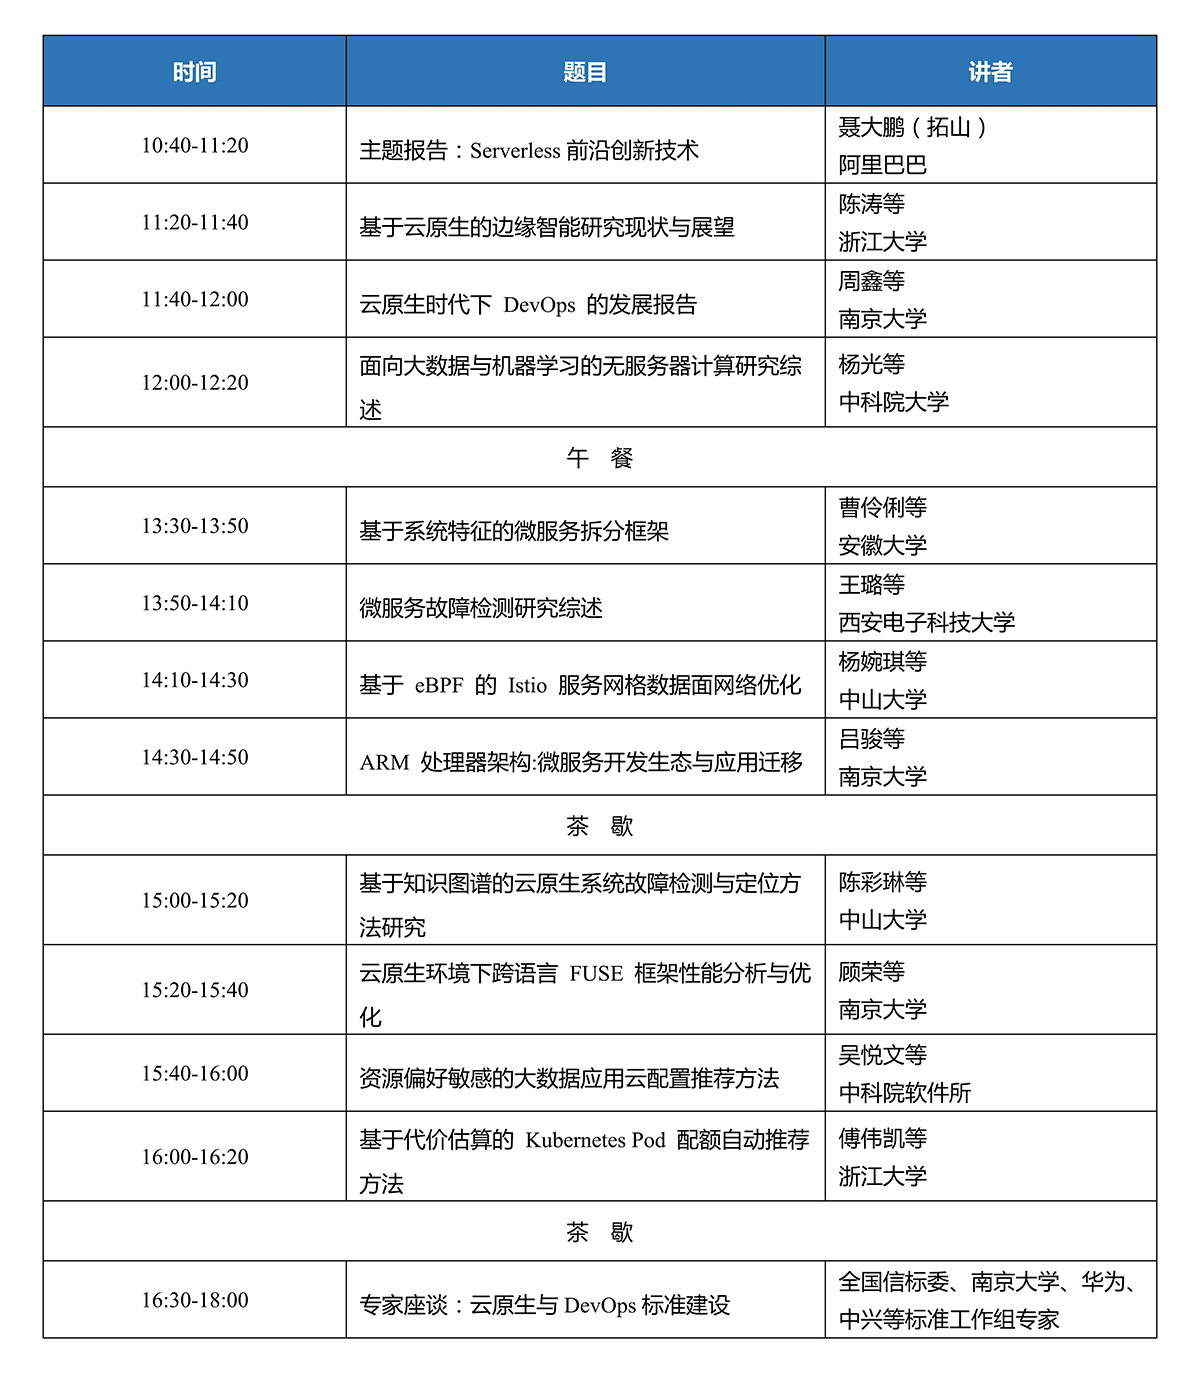 时间 题目 讲者
10:40-11:20
主题报告：Serverless 前沿创新技术
聂大鹏（拓山）
阿里巴巴
11:20-11:40
基于云原生的边缘智能研究现状与展望
陈涛等
浙江大学
11:40-12:00
云原生时代下 DevOps 的发展报告
周鑫等
南京大学
12:00-12:20
面向大数据与机器学习的无服务器计算研究综
述
杨光等
中科院大学
午 餐
13:30-13:50
基于系统特征的微服务拆分框架
曹伶俐等
安徽大学
13:50-14:10
微服务故障检测研究综述
王璐等
西安电子科技大学
14:10-14:30
基于 eBPF 的 Istio 服务网格数据面网络优化
杨婉琪等
中山大学
14:30-14:50
ARM 处理器架构:微服务开发生态与应用迁移
吕骏等
南京大学
茶 歇
15:00-15:20
基于知识图谱的云原生系统故障检测与定位方
法研究
陈彩琳等
中山大学
15:20-15:40
云原生环境下跨语言 FUSE 框架性能分析与优
化
顾荣等
南京大学
15:40-16:00
资源偏好敏感的大数据应用云配置推荐方法
吴悦文等
中科院软件所
16:00-16:20
基于代价估算的 Kubernetes Pod 配额自动推荐
方法
傅伟凯等
浙江大学
茶 歇
16:30-18:00
专家座谈：云原生与 DevOps 标准建设
全国信标委、南京大学、华为、
中兴等标准工作组专家